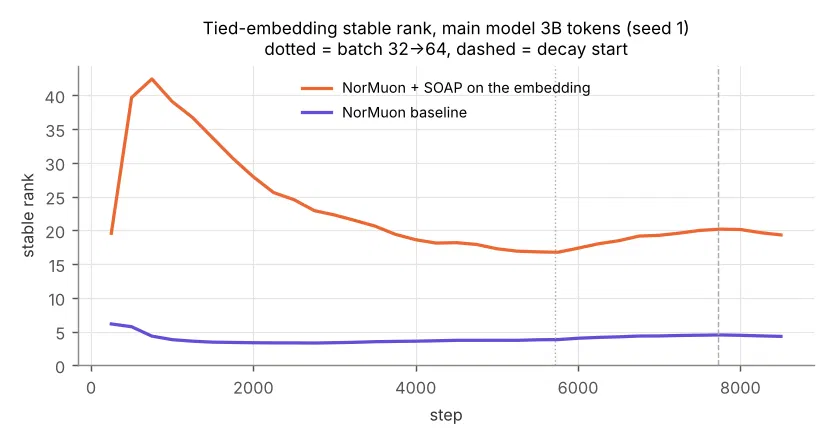 Tied-embedding stable rank, main model 3B tokens (seed 1)
dotted = batch 32→64, dashed = decay start
NorMuon + SOAP on the embedding
NorMuon baseline
stable rank
40
35
30
25
20
15
10
5
0
0 2000 4000 6000 8000
step